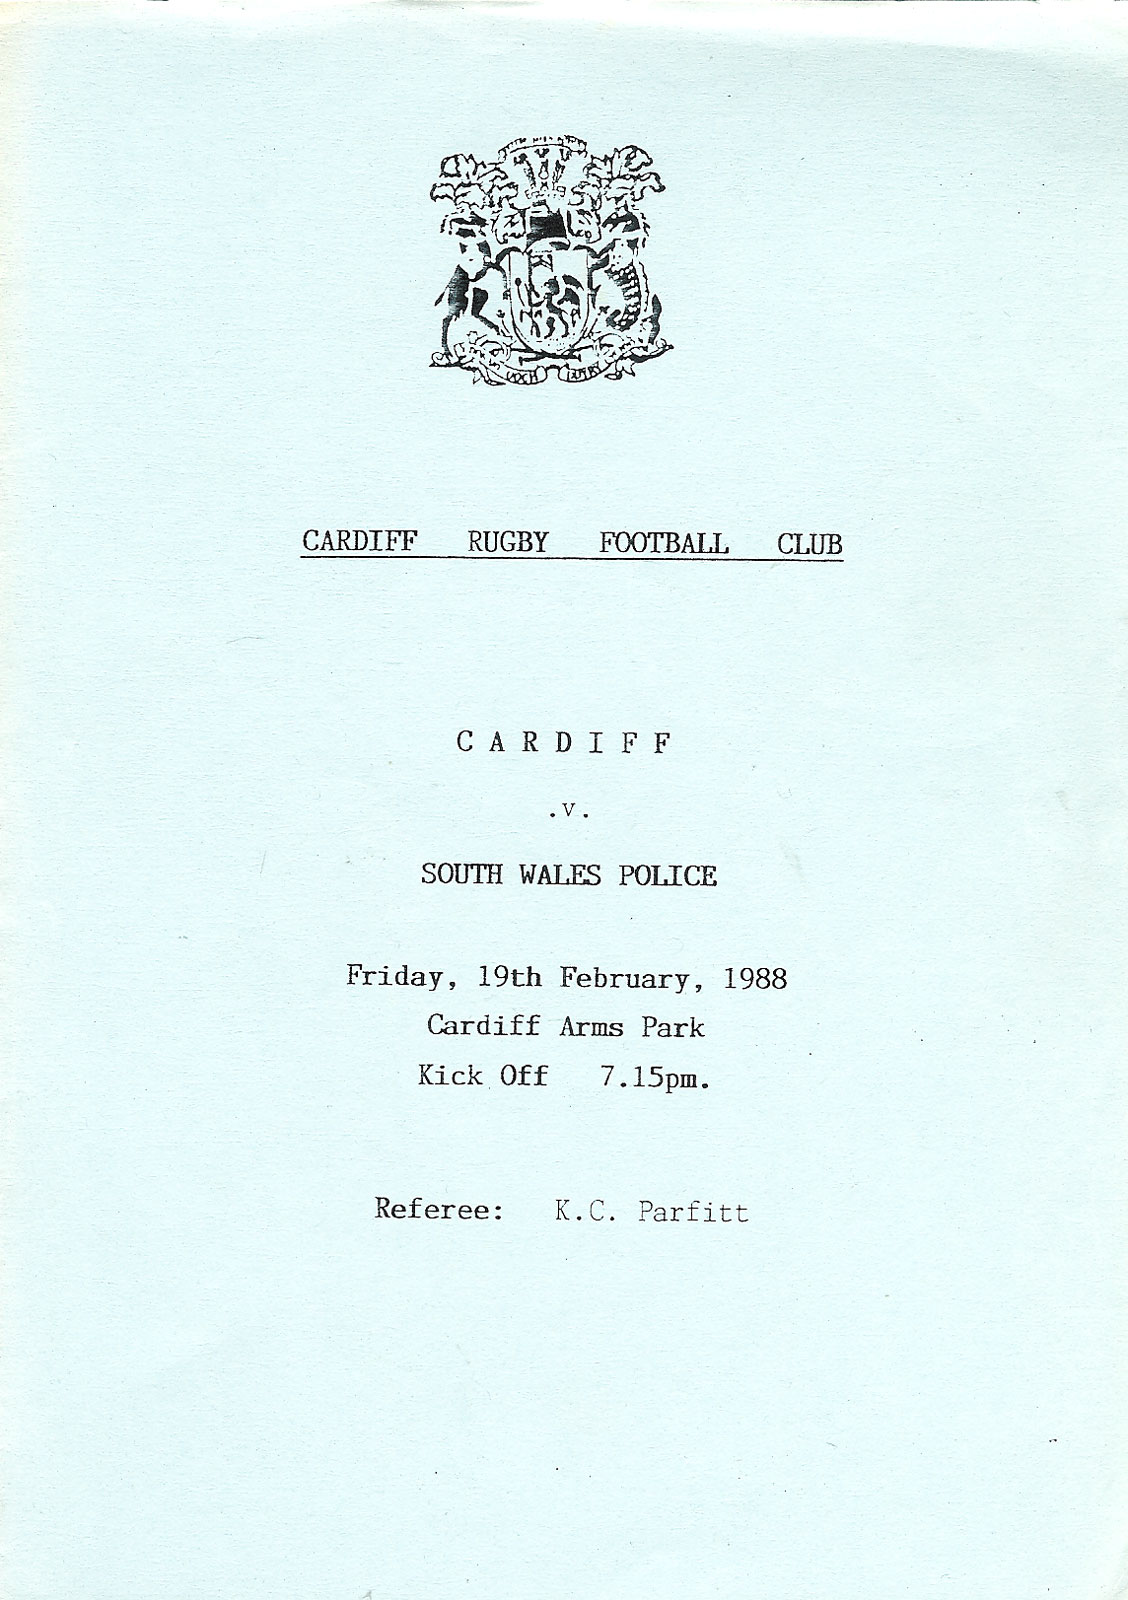 CARDIFF RUGBY FOOTBALL CLUB
C A R D I F F
.v.
SOUTH WALES POLICE
Friday, 19th February, 1988
Cardiff Arms Park
Kick Off 7.15pm.
Referee: K.C. Parfitt